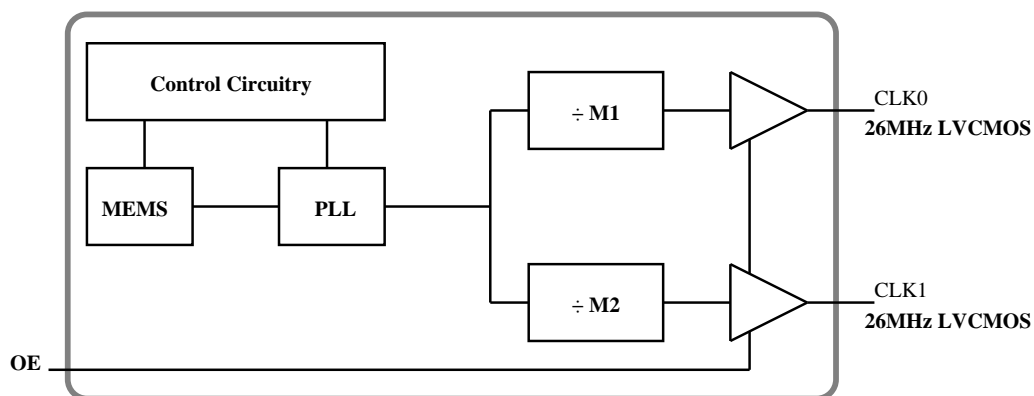 Control Circuitry
MEMS
PLL
÷ M1
÷ M2
CLK0
26MHz LVCMOS
CLK1
26MHz LVCMOS
OE